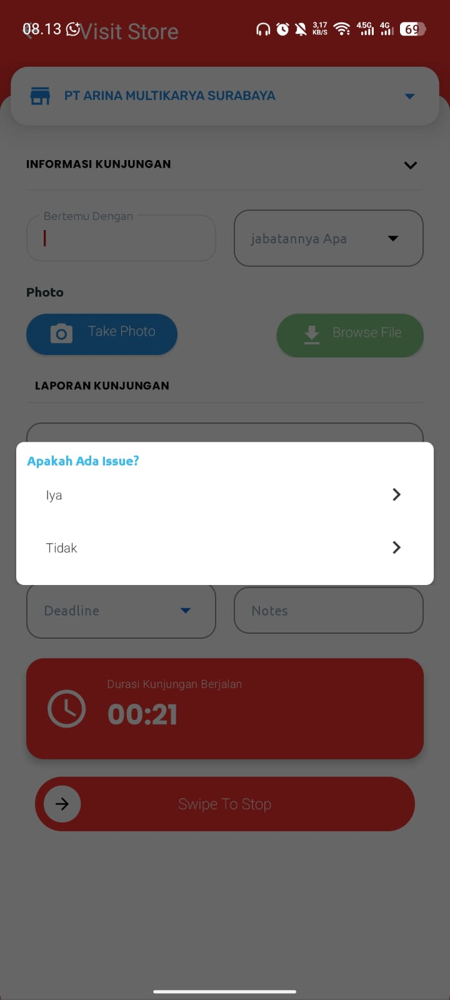 08.13
Visit Store
3,17 KB/S
4.5G
4G
69
PT ARINA MULTIKARYA SURABAYA
INFORMASI KUNJUNGAN
Bertemu Dengan
jabatannya Apa
Photo
Take Photo
Browse File
LAPORAN KUNJUNGAN
Apakah Ada Issue?
Iya
Tidak
Deadline
Notes
Durasi Kunjungan Berjalan
00:21
Swipe To Stop